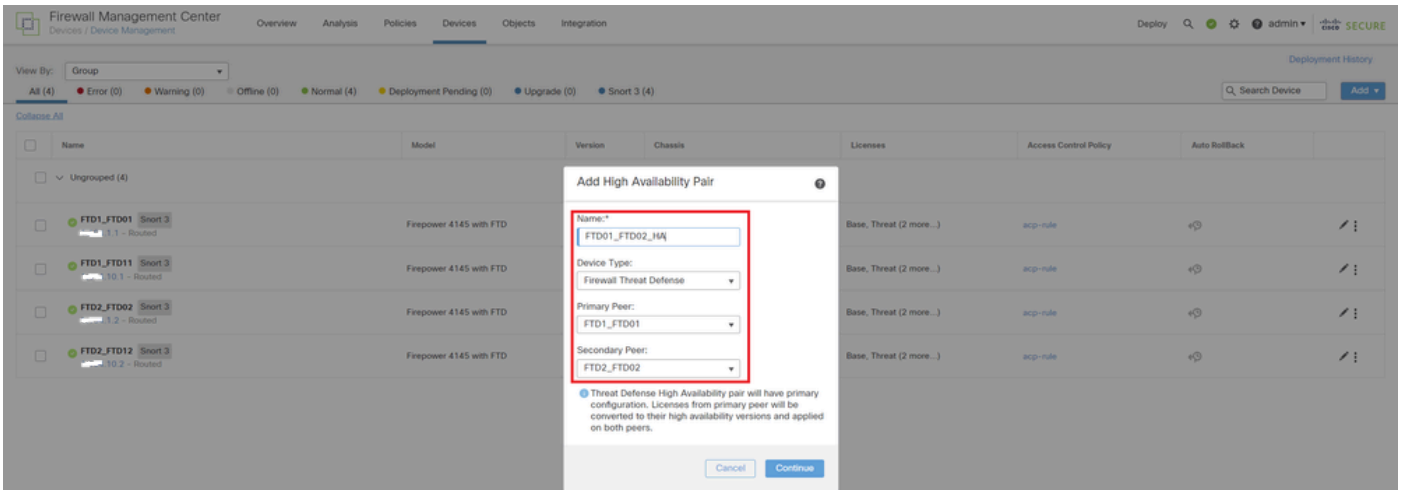 Firewall Management Center
Devices / Device Management
Overview Analysis Policies Devices Objects Integration
Deploy admin cisco SECURE
Deployment History
View By: Group
All (4) Error (0) Warning (0) Offline (0) Normal (4) Deployment Pending (0) Upgrade (0) Snort 3 (4)
Search Device Add
Collapse All
Name Model Version Chassis Licenses Access Control Policy Auto RollBack
Ungrouped (4)
FTD1_FTD01 Snort 3
.1.1 – Routed
Firepower 4145 with FTD Base, Threat (2 more...) acp-rule
FTD1_FTD11 Snort 3
.10.1 – Routed
Firepower 4145 with FTD Base, Threat (2 more...) acp-rule
FTD2_FTD02 Snort 3
.1.2 – Routed
Firepower 4145 with FTD Base, Threat (2 more...) acp-rule
FTD2_FTD12 Snort 3
.10.2 - Routed
Firepower 4145 with FTD Base, Threat (2 more...) acp-rule
Add High Availability Pair
Name:*
FTD01_FTD02_HA
Device Type:
Firewall Threat Defense
Primary Peer:
FTD1_FTD01
Secondary Peer:
FTD2_FTD02
Threat Defense High Availability pair will have primary
configuration. Licenses from primary peer will be
converted to their high availability versions and applied
on both peers.
Cancel Continue